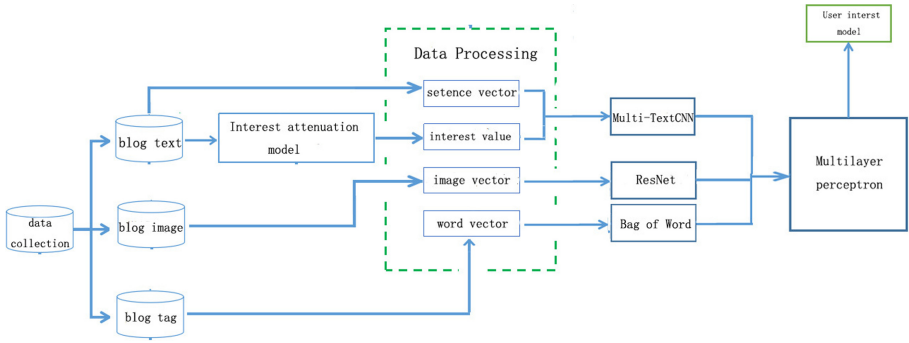 User interst
model
Data Processing
setence vector
Multi-TextCNN
blog text
Interest attenuation
model
interest value
image vector
ResNet
Multilayer
perceptron
data
collection
blog image
word vector
Bag of Word
blog tag